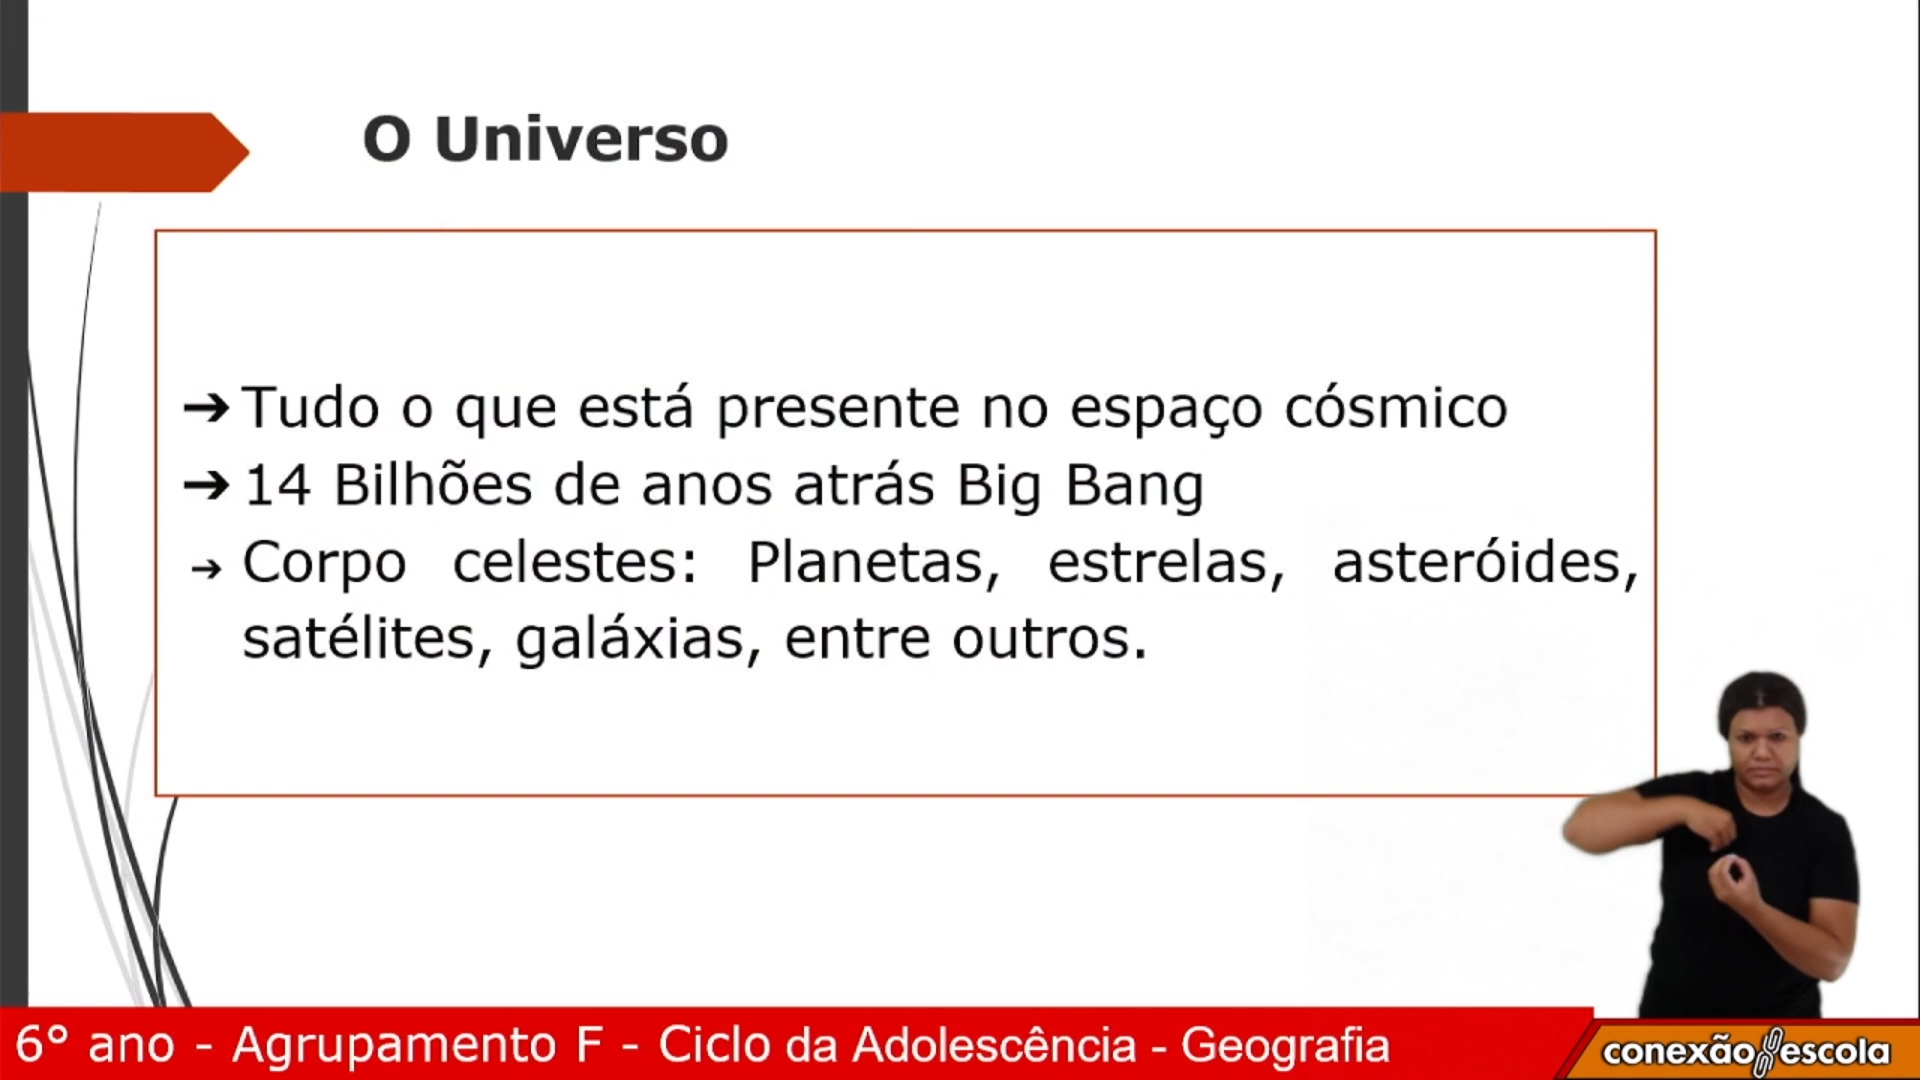 O Universo
➔ Tudo o que está presente no espaço cósmico
➔ 14 Bilhões de anos atrás Big Bang
➔ Corpo celestes: Planetas, estrelas, asteróides,
satélites, galáxias, entre outros.
6° ano - Agrupamento F - Ciclo da Adolescência - Geografia
conexão escola